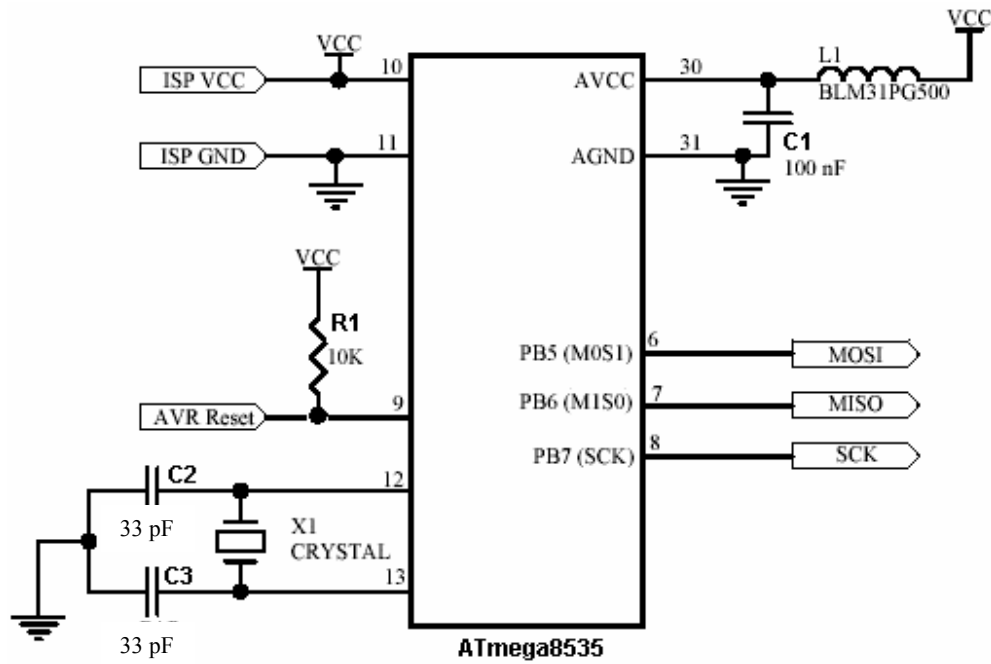 VCC
VCC
ISP VCC
10
AVCC
30
L1
BLM31PG500
ISP GND
11
AGND
31
C1
100 nF
VCC
R1
10K
PB5 (M0S1)
6
MOSI
AVR Reset
9
PB6 (M1S0)
7
MISO
PB7 (SCK)
8
SCK
C2
12
33 pF
X1
CRYSTAL
C3
13
33 pF
ATmega8535